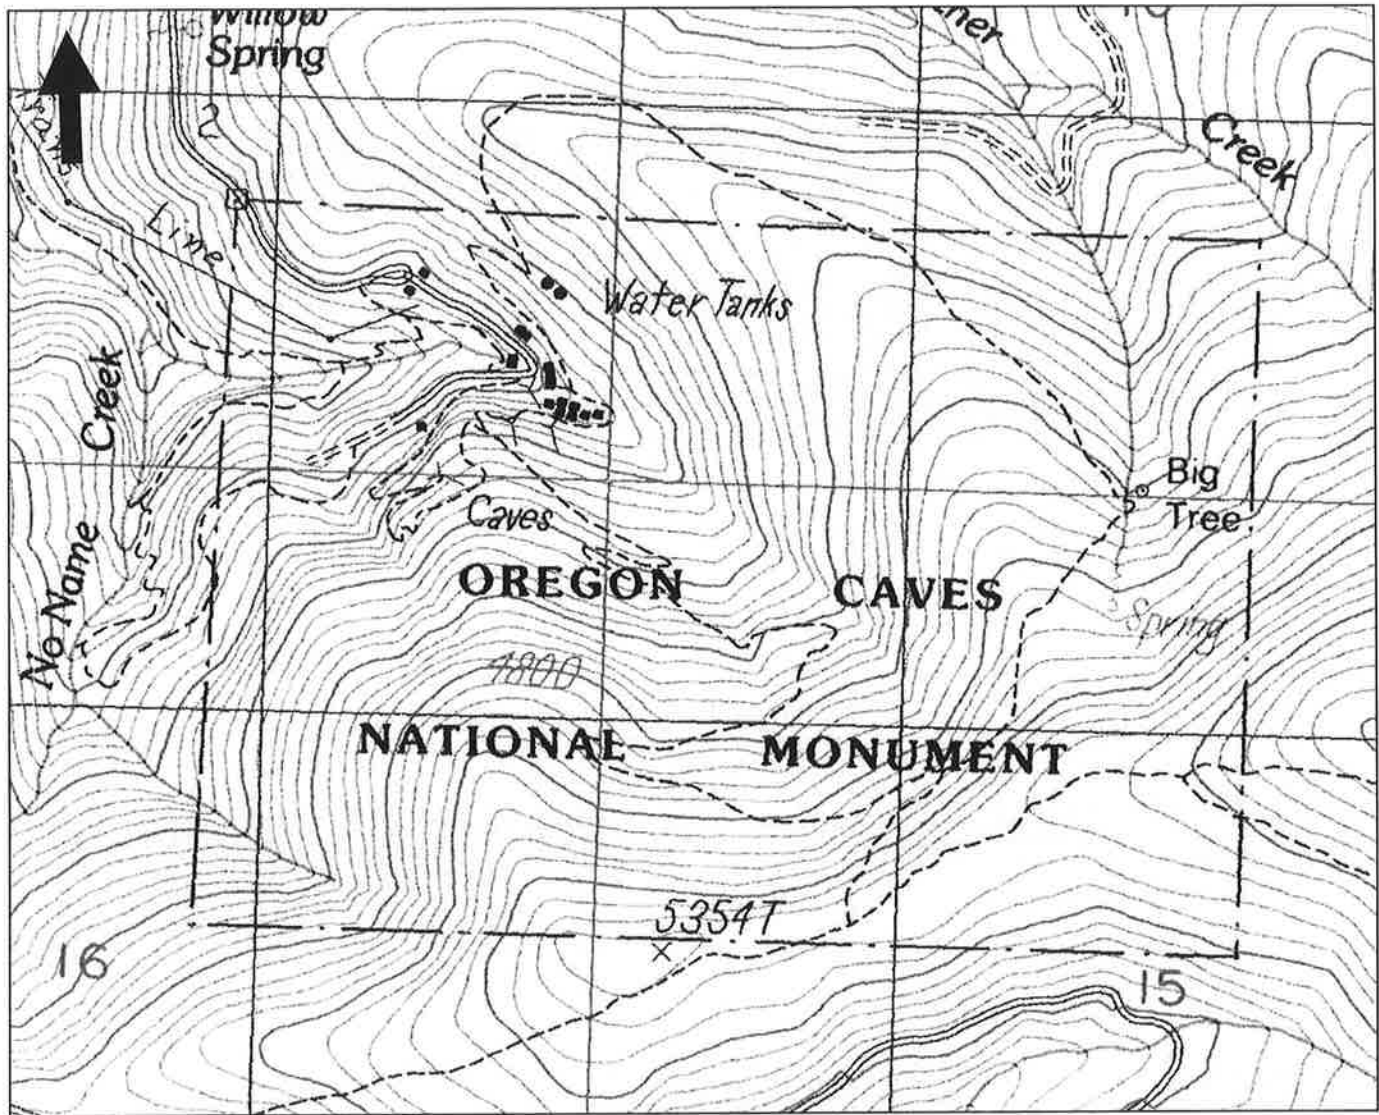 Willow
Spring
2
Creek
Line
Water Tanks
Creek
Big
Tree
Caves
No Name
OREGON CAVES
Spring
4800
NATIONAL MONUMENT
5354T
16
15